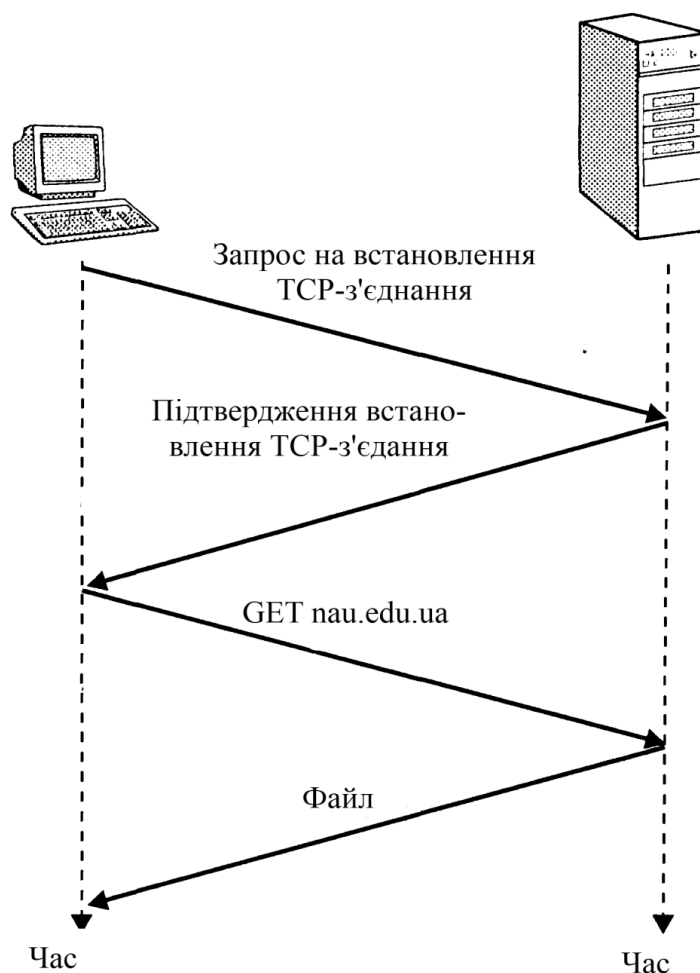 Запрос на встановлення
TCP-з'єднання
Підтвердження встано-
влення TCP-з'єдання
GET nau.edu.ua
Файл
Час
Час